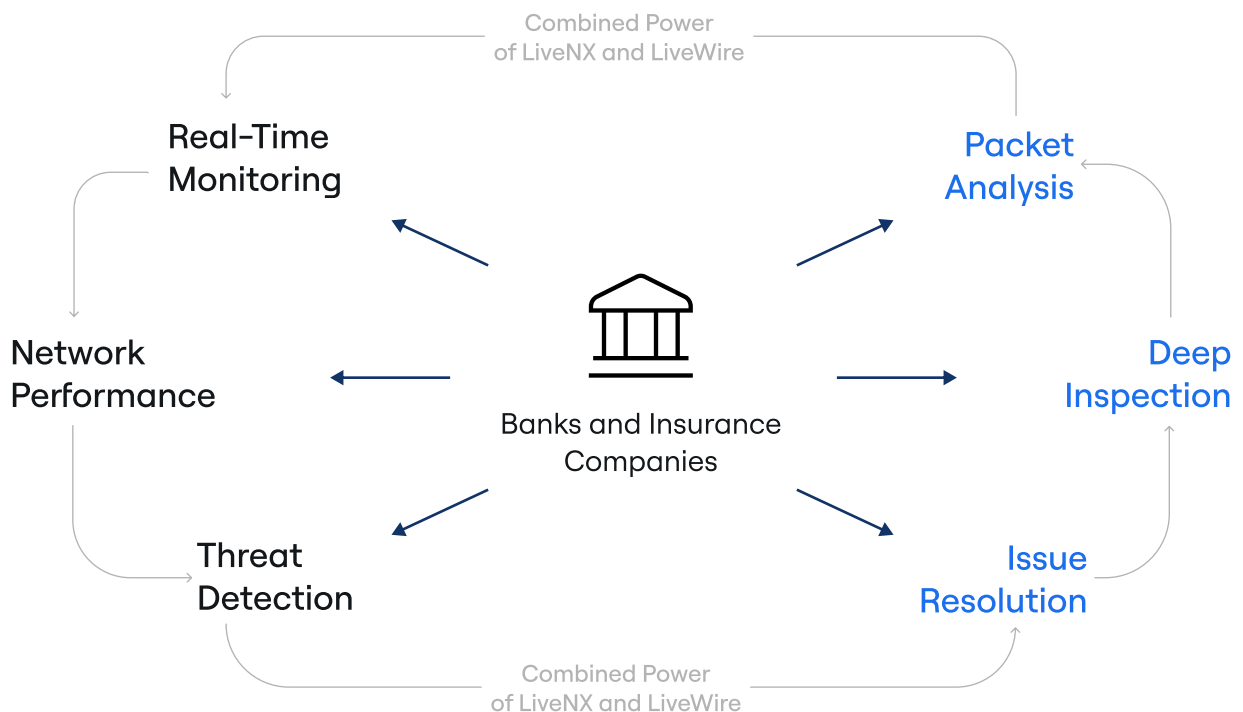 Combined Power
of LiveNX and LiveWire
Real-Time
Monitoring
Packet
Analysis
Network
Performance
Banks and Insurance
Companies
Deep
Inspection
Threat
Detection
Issue
Resolution
Combined Power
of LiveNX and LiveWire